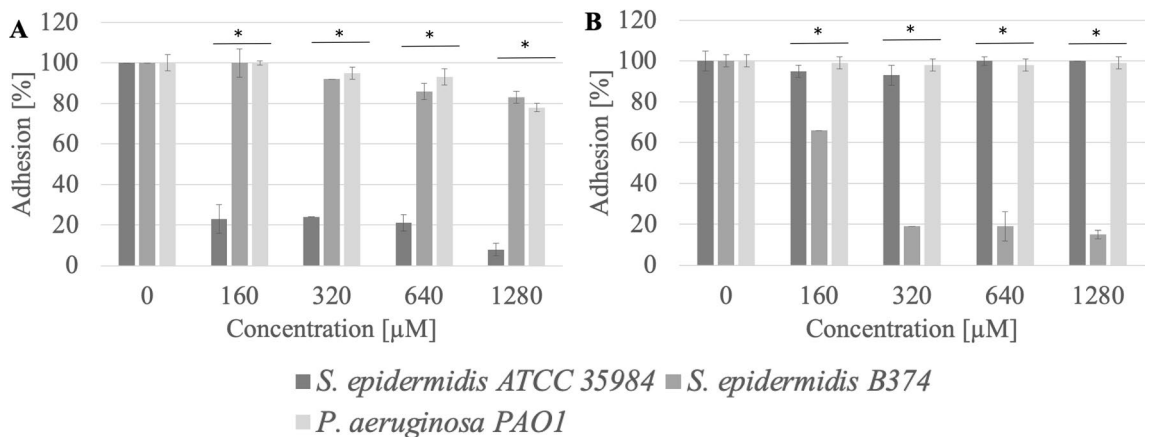 A
120
100
80
60
40
20
0
* * * *
0 160 320 640 1280
Adhesion [%]
Concentration [µM]
B
120
100
80
60
40
20
0
* * * *
0 160 320 640 1280
Adhesion [%]
Concentration [µM]
S. epidermidis ATCC 35984 S. epidermidis B374
P. aeruginosa PAO1